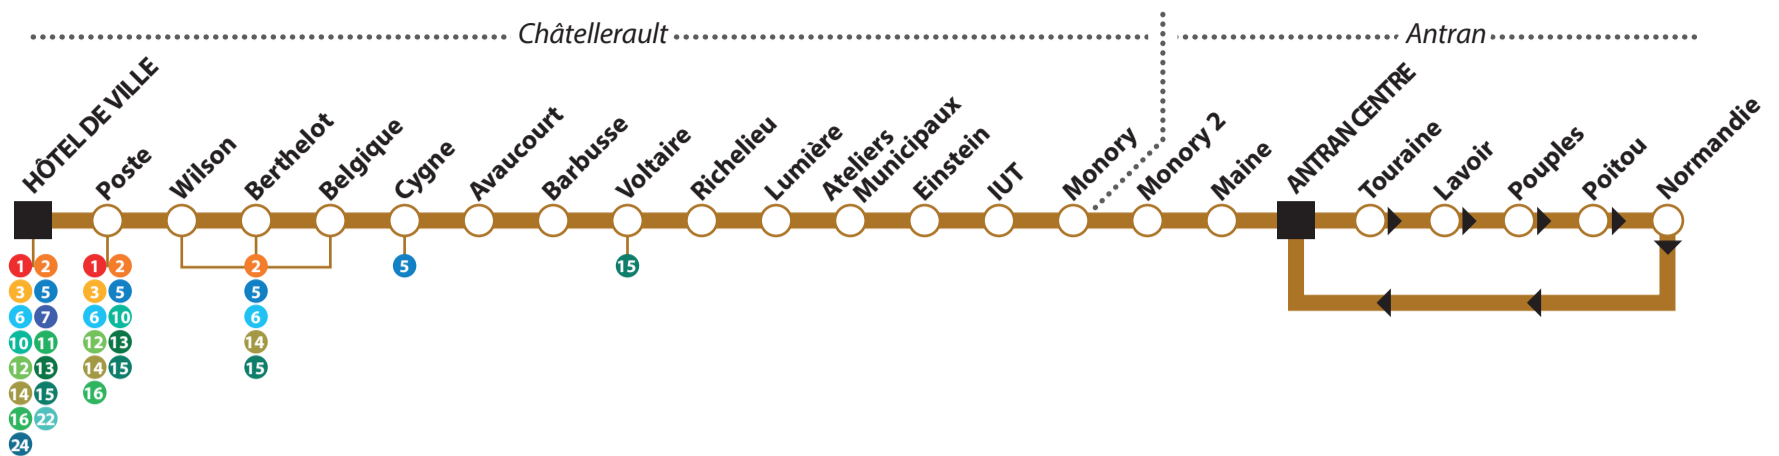 Châtellerault
Antran
HÔTEL DE VILLE
Poste
Wilson
Berthelot
Belgique
Cygne
Avaucourt
Barbusse
Voltaire
Richelieu
Lumière
Ateliers
Municipaux
Einstein
IUT
Monory
Monory 2
Maine
ANTRAN CENTRE
Touraine
Lavoir
Pouples
Poitou
Normandie
1 2
3 5
6 7
10 11
12 13
14 15
16 22
24
1 2
3 5
6 10
12 13
14 15
16
2
5
6
14
15
5
15